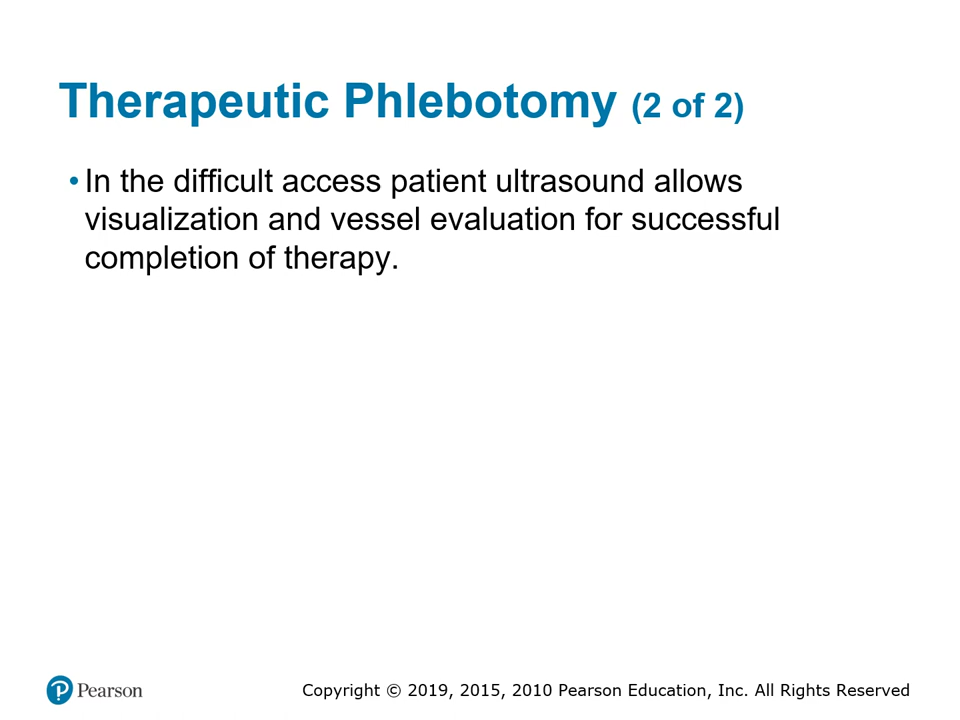 Therapeutic Phlebotomy (2 of 2)
• In the difficult access patient ultrasound allows
visualization and vessel evaluation for successful
completion of therapy.
Pearson
Copyright © 2019, 2015, 2010 Pearson Education, Inc. All Rights Reserved